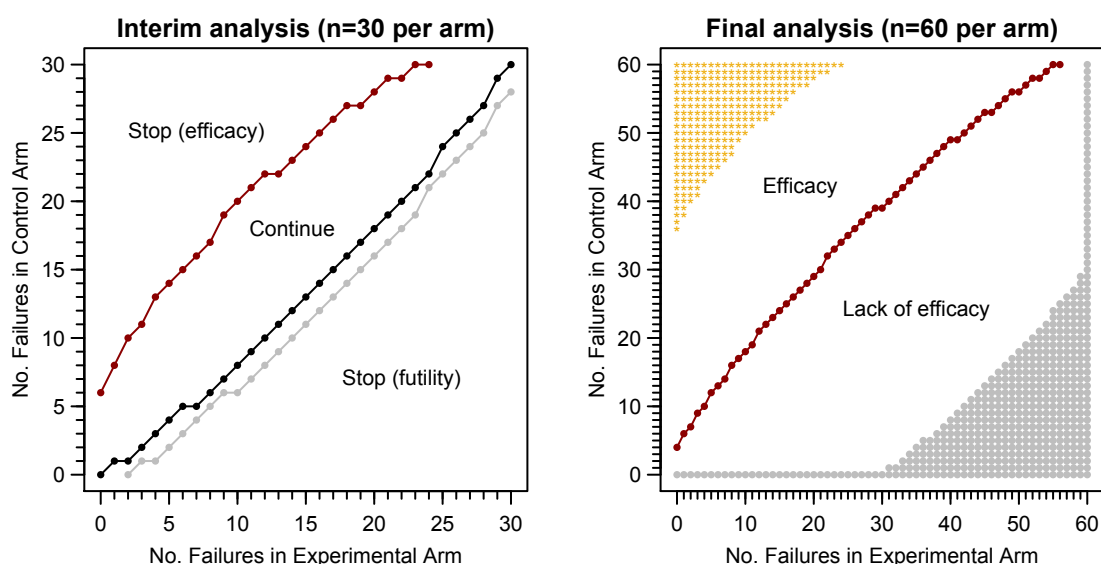 Interim analysis (n=30 per arm)
No. Failures in Control Arm
30
25
20
15
10
5
0
Stop (efficacy)
Continue
Stop (futility)
0 5 10 15 20 25 30
No. Failures in Experimental Arm
Final analysis (n=60 per arm)
No. Failures in Control Arm
60
50
40
30
20
10
0
Efficacy
Lack of efficacy
0 10 20 30 40 50 60
No. Failures in Experimental Arm